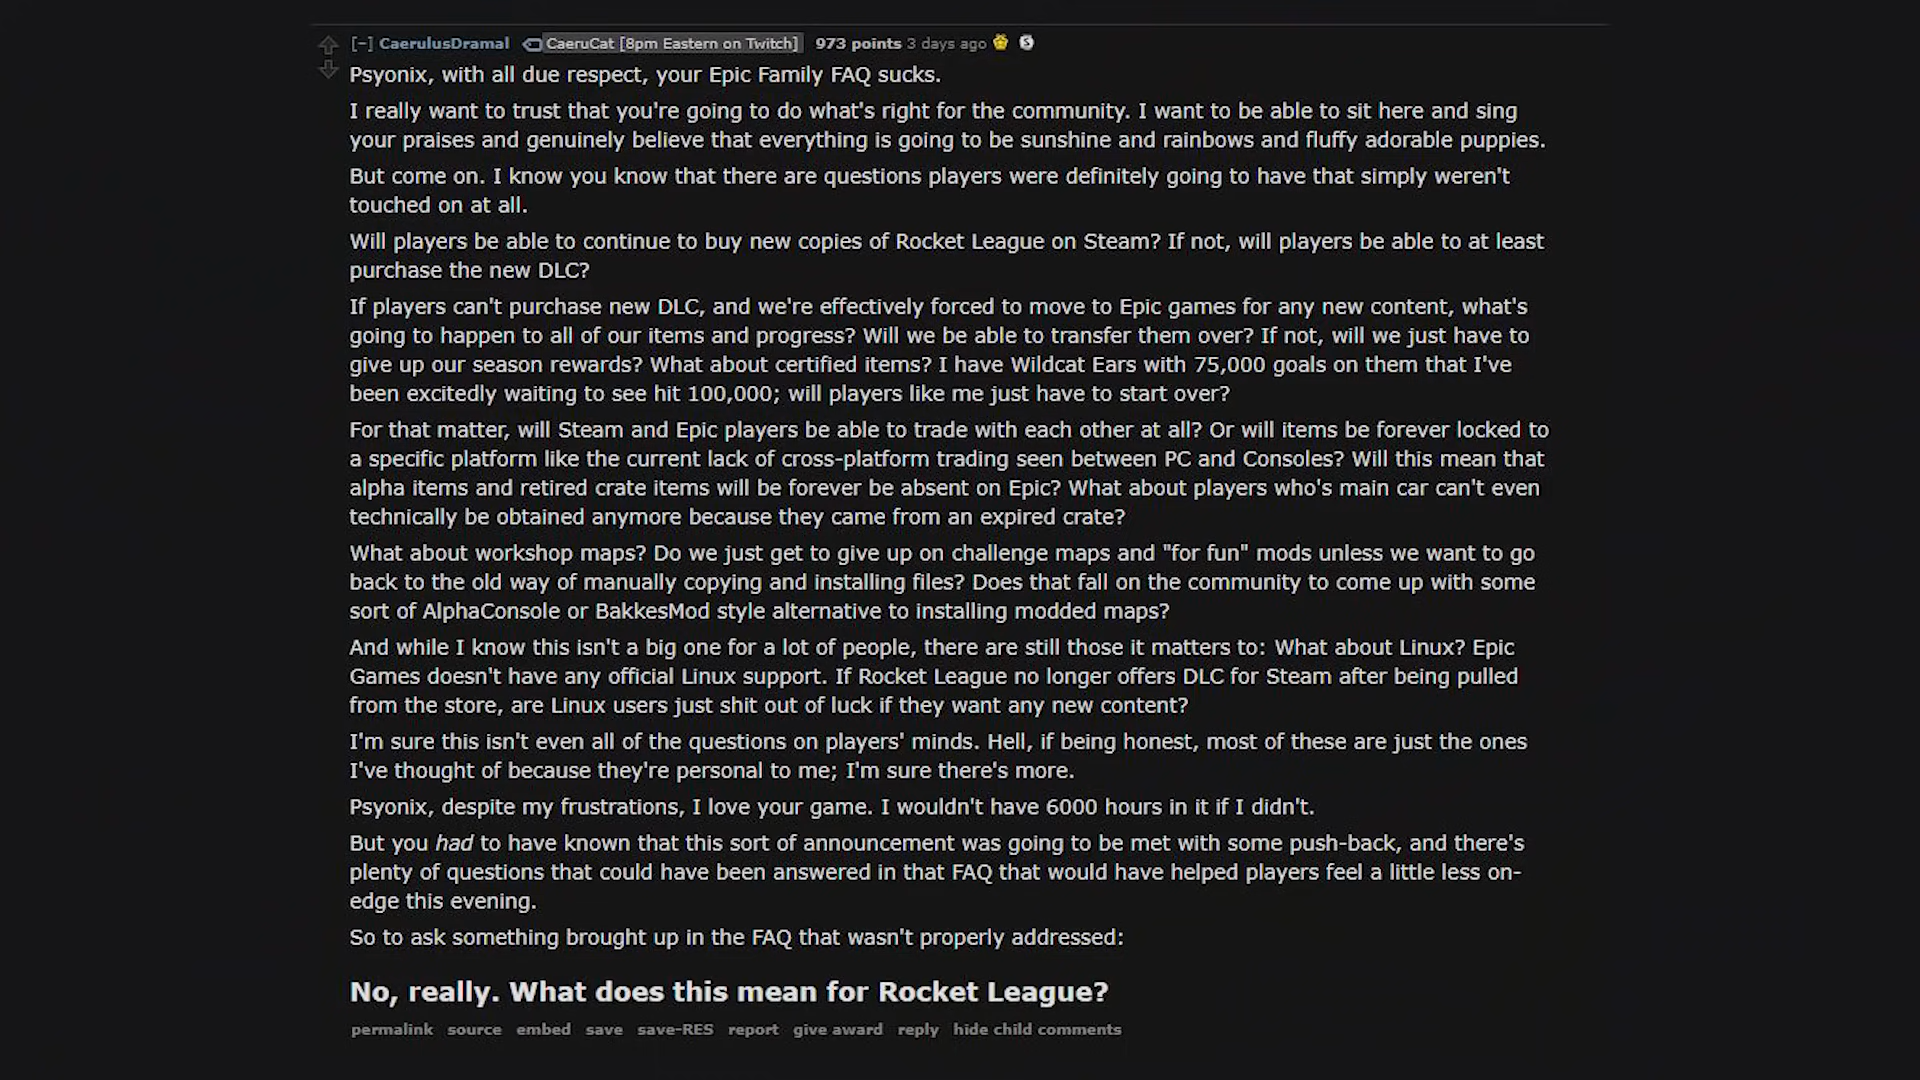 [−] CaerulusDramal CaeruCat [8pm Eastern on Twitch] 973 points 3 days ago
Psyonix, with all due respect, your Epic Family FAQ sucks.
I really want to trust that you're going to do what's right for the community. I want to be able to sit here and sing
your praises and genuinely believe that everything is going to be sunshine and rainbows and fluffy adorable puppies.
But come on. I know you know that there are questions players were definitely going to have that simply weren't
touched on at all.
Will players be able to continue to buy new copies of Rocket League on Steam? If not, will players be able to at least
purchase the new DLC?
If players can't purchase new DLC, and we're effectively forced to move to Epic games for any new content, what's
going to happen to all of our items and progress? Will we be able to transfer them over? If not, will we just have to
give up our season rewards? What about certified items? I have Wildcat Ears with 75,000 goals on them that I've
been excitedly waiting to see hit 100,000; will players like me just have to start over?
For that matter, will Steam and Epic players be able to trade with each other at all? Or will items be forever locked to
a specific platform like the current lack of cross-platform trading seen between PC and Consoles? Will this mean that
alpha items and retired crate items will be forever be absent on Epic? What about players who's main car can't even
technically be obtained anymore because they came from an expired crate?
What about workshop maps? Do we just get to give up on challenge maps and "for fun" mods unless we want to go
back to the old way of manually copying and installing files? Does that fall on the community to come up with some
sort of AlphaConsole or BakkesMod style alternative to installing modded maps?
And while I know this isn't a big one for a lot of people, there are still those it matters to: What about Linux? Epic
Games doesn't have any official Linux support. If Rocket League no longer offers DLC for Steam after being pulled
from the store, are Linux users just shit out of luck if they want any new content?
I'm sure this isn't even all of the questions on players' minds. Hell, if being honest, most of these are just the ones
I've thought of because they're personal to me; I'm sure there's more.
Psyonix, despite my frustrations, I love your game. I wouldn't have 6000 hours in it if I didn't.
But you had to have known that this sort of announcement was going to be met with some push-back, and there's
plenty of questions that could have been answered in that FAQ that would have helped players feel a little less on-
edge this evening.
So to ask something brought up in the FAQ that wasn't properly addressed:
No, really. What does this mean for Rocket League?
permalink source embed save save-RES report give award reply hide child comments